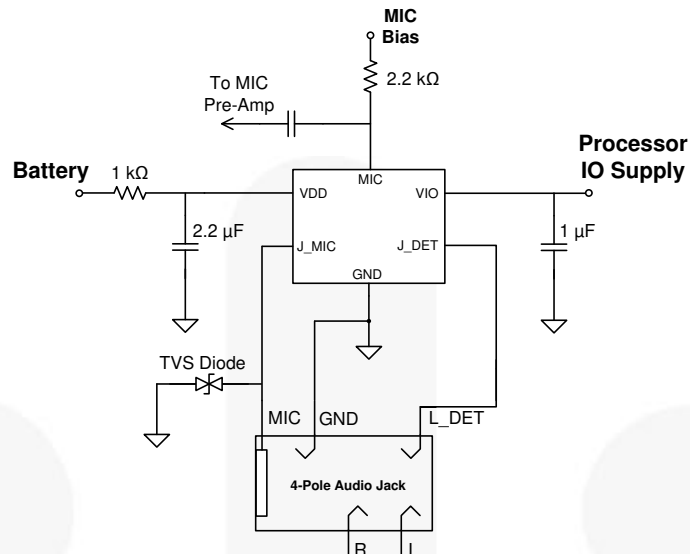 MIC
Bias
2.2 kΩ
To MIC
Pre-Amp
Processor
IO Supply
Battery
1 kΩ
MIC
VDD
VIO
2.2 µF
J_MIC
J_DET
1 µF
GND
TVS Diode
MIC
GND
L_DET
4-Pole Audio Jack
R
L